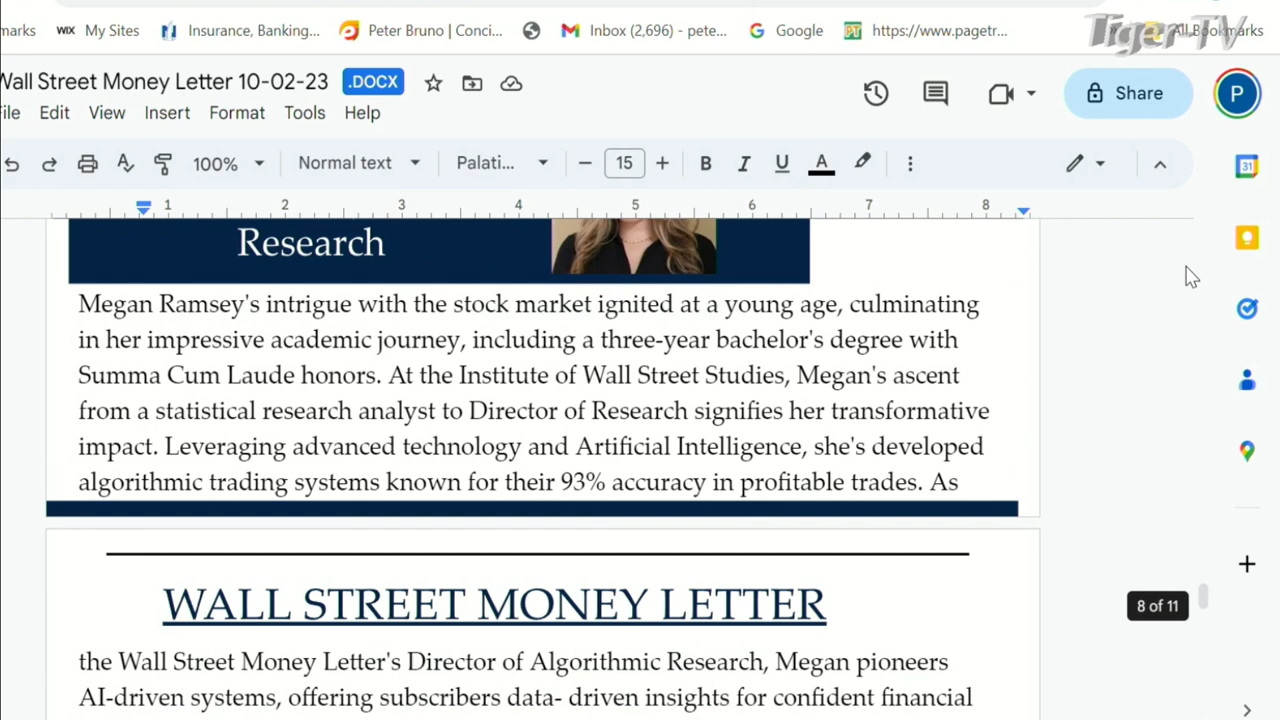 marks WIX My Sites Insurance, Banking... Peter Bruno | Conci... Inbox (2,696) - pete... Google PT https://www.pagetr... » All Bookmarks
Tiger-TV
Wall Street Money Letter 10-02-23 .DOCX
File Edit View Insert Format Tools Help
Share P
100% Normal text Palati... 15 B I U A
31
1 2 3 4 5 6 7 8
Research
Megan Ramsey's intrigue with the stock market ignited at a young age, culminating
in her impressive academic journey, including a three-year bachelor's degree with
Summa Cum Laude honors. At the Institute of Wall Street Studies, Megan's ascent
from a statistical research analyst to Director of Research signifies her transformative
impact. Leveraging advanced technology and Artificial Intelligence, she's developed
algorithmic trading systems known for their 93% accuracy in profitable trades. As
WALL STREET MONEY LETTER
8 of 11
the Wall Street Money Letter's Director of Algorithmic Research, Megan pioneers
AI-driven systems, offering subscribers data- driven insights for confident financial